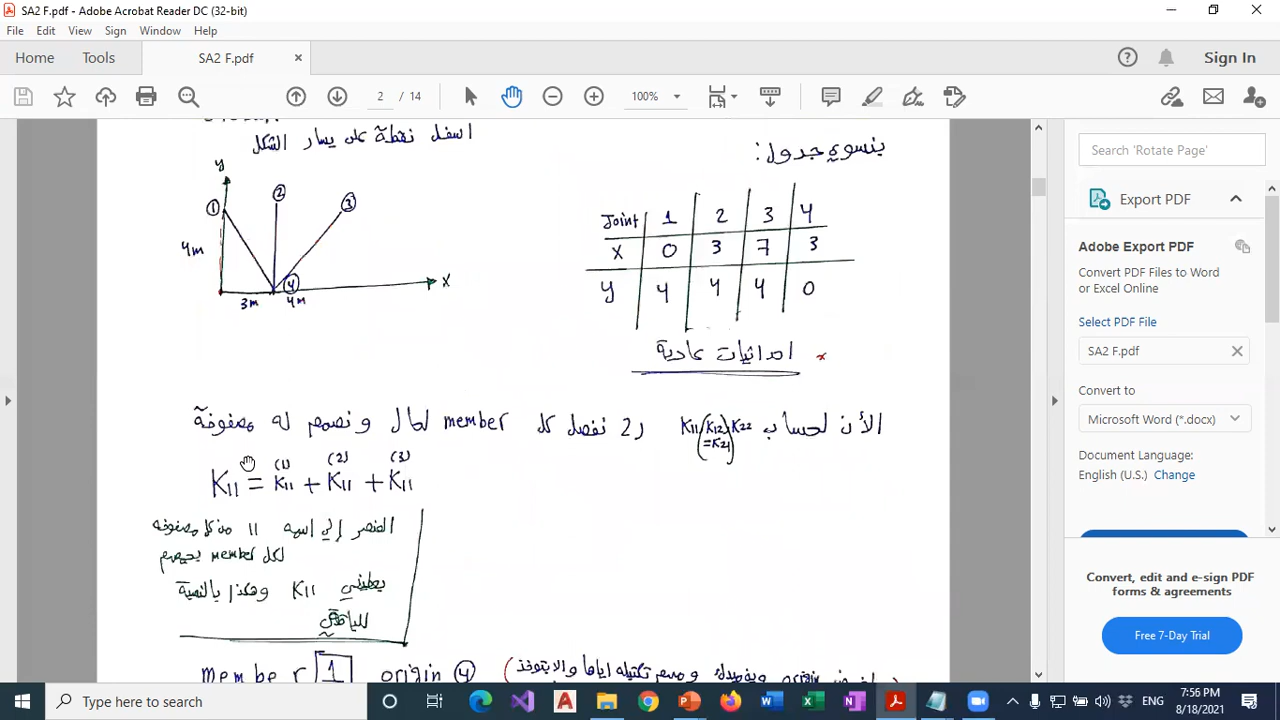 SA2 F.pdf - Adobe Acrobat Reader DC (32-bit)
File Edit View Sign Window Help
Home Tools SA2 F.pdf × Sign In
2 / 14 100%
اسفل نقطة على يسار الشكل
بنسوي جدول:
y
1 2 3
4m
4
x
3m 4m
Joint 1 2 3 4
X 0 3 7 3
y 4 4 4 0
احداثيات عادية ×
الأن لحساب K11, (K12), K22 رح نفصل كل member لحال ونصمم له مصفوفة
(=K21)
K11 = K11(1) + K11(2) + K11(3)
العنصر إلي اسمه 11 من كل مصفوفة
لكل member بجمعهم
يعطيني K11 وهكذا بالنسبة
للباقي
member 1 origin 4
Search 'Rotate Page'
Export PDF
Adobe Export PDF
Convert PDF Files to Word
or Excel Online
Select PDF File
SA2 F.pdf ×
Convert to
Microsoft Word (*.docx)
Document Language:
English (U.S.) Change
Convert, edit and e-sign PDF
forms & agreements
Free 7-Day Trial
Type here to search
ENG
7:56 PM
8/18/2021